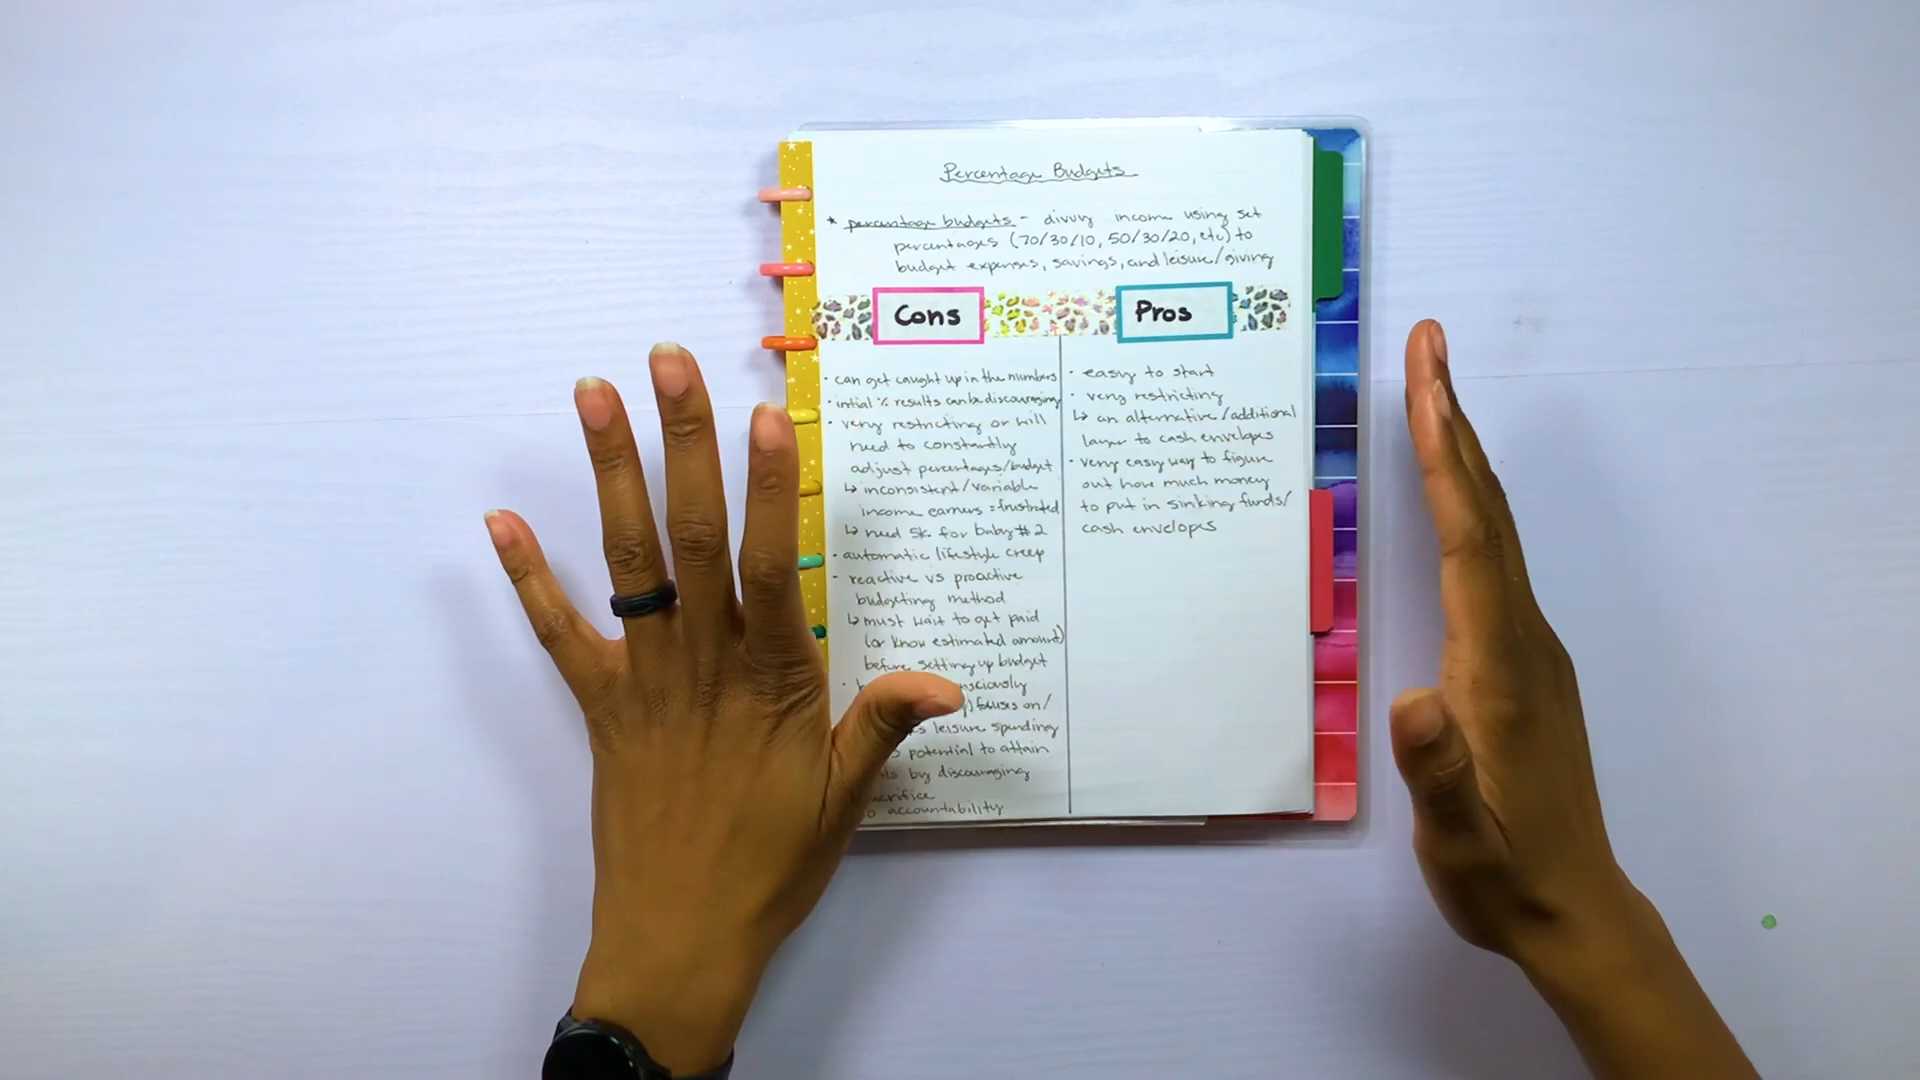 Percentage Budgets
* percentage budgets - divvy income using set
percentages (70/30/10, 50/30/20, etc) to
budget expenses, savings, and leisure/giving
Cons
· can get caught up in the numbers
· intial % results can be discouraging
· very restricting or will
need to constantly
adjust percentages/budget
↳ inconsistent/variable
income earners = frustrated
↳ need 5k for baby #2
· automatic lifestyle creep
· reactive vs proactive
budgeting method
↳ must wait to get paid
(or know estimated amount)
before setting up budget
focuses on/
leisure spending
potential to attain
by discouraging
accountability
Pros
· easy to start
· very restricting
↳ an alternative/additional
layer to cash envelopes
· very easy way to figure
out how much money
to put in sinking funds/
cash envelopes